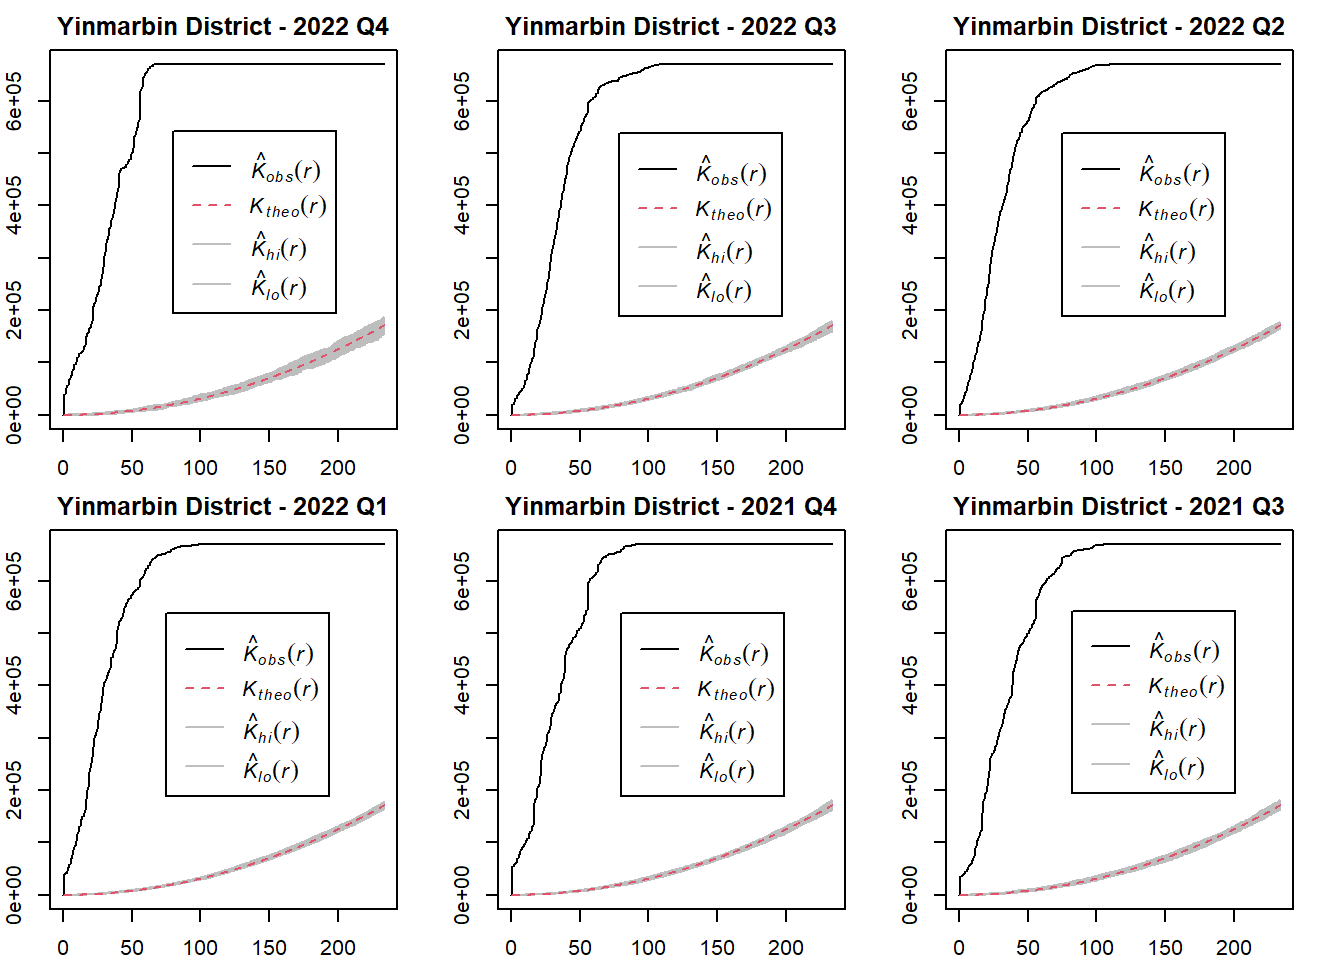 Yinmarbin District - 2022 Q4
0e+00 2e+05 4e+05 6e+05
K̂obs(r)
Ktheo(r)
K̂hi(r)
K̂lo(r)
0 50 100 150 200
Yinmarbin District - 2022 Q3
0e+00 2e+05 4e+05 6e+05
K̂obs(r)
Ktheo(r)
K̂hi(r)
K̂lo(r)
0 50 100 150 200
Yinmarbin District - 2022 Q2
0e+00 2e+05 4e+05 6e+05
K̂obs(r)
Ktheo(r)
K̂hi(r)
K̂lo(r)
0 50 100 150 200
Yinmarbin District - 2022 Q1
0e+00 2e+05 4e+05 6e+05
K̂obs(r)
Ktheo(r)
K̂hi(r)
K̂lo(r)
0 50 100 150 200
Yinmarbin District - 2021 Q4
0e+00 2e+05 4e+05 6e+05
K̂obs(r)
Ktheo(r)
K̂hi(r)
K̂lo(r)
0 50 100 150 200
Yinmarbin District - 2021 Q3
0e+00 2e+05 4e+05 6e+05
K̂obs(r)
Ktheo(r)
K̂hi(r)
K̂lo(r)
0 50 100 150 200